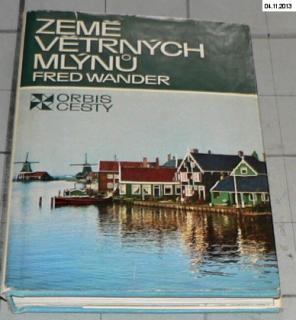 04.11.2013
ZEMĚ
VĚTRNÝCH
MLÝNŮ
FRED WANDER
ORBIS
CESTY